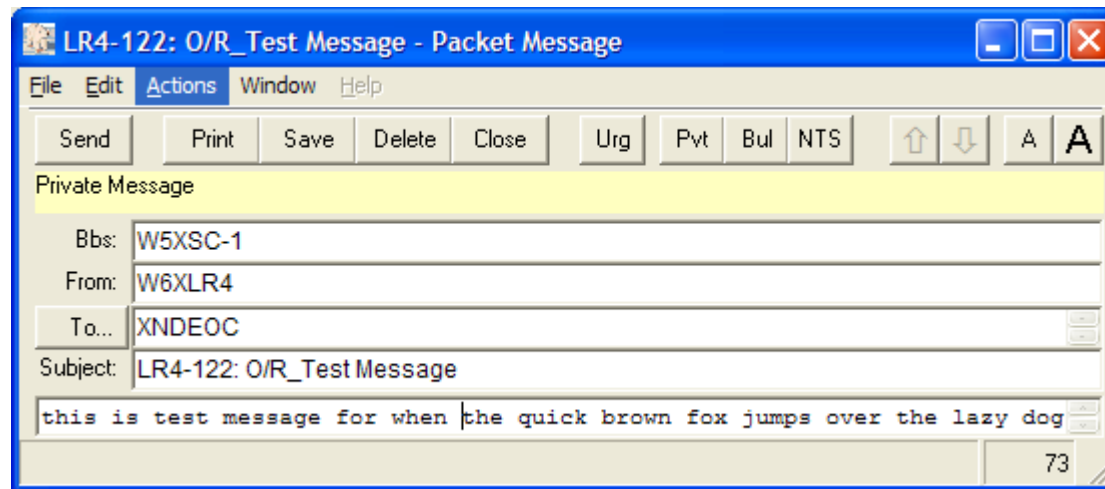 LR4-122: O/R_Test Message - Packet Message
File Edit Actions Window Help
Send Print Save Delete Close Urg Pvt Bul NTS A A
Private Message
Bbs: W5XSC-1
From: W6XLR4
To... XNDEOC
Subject: LR4-122: O/R_Test Message
this is test message for when the quick brown fox jumps over the lazy dog
73